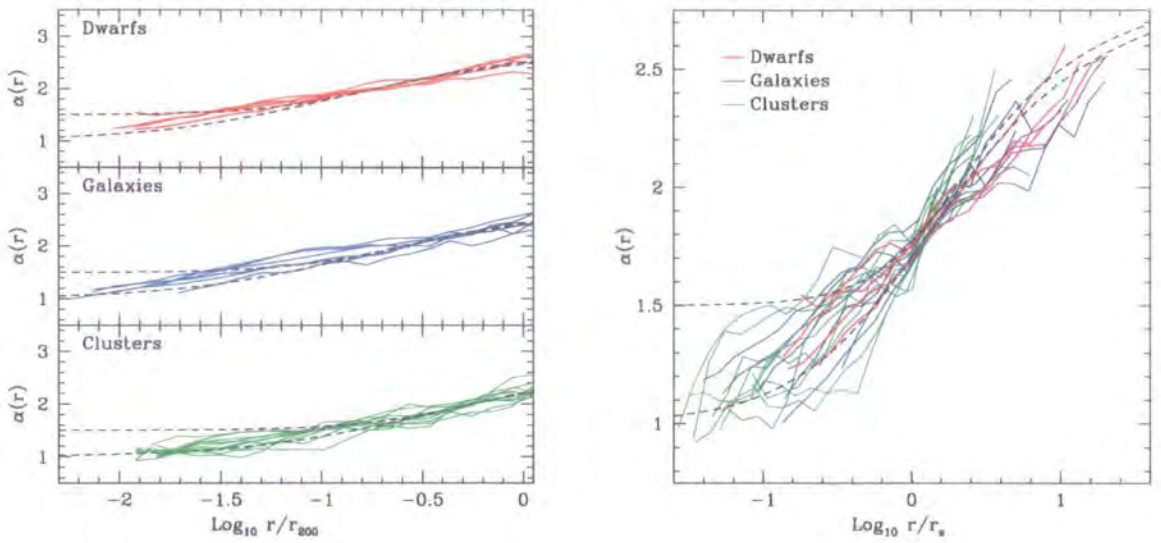 Dwarfs
3
2
1
α(r)
Galaxies
3
2
1
α(r)
Clusters
3
2
1
α(r)
−2 −1.5 −1 −0.5 0
Log₁₀ r/r₂₀₀
2.5
2
1.5
1
α(r)
Dwarfs
Galaxies
Clusters
−1 0 1
Log₁₀ r/rₛ